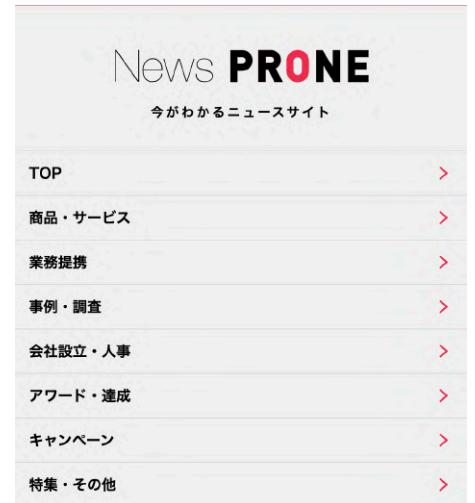 News PRONE
今がわかるニュースサイト
TOP
商品・サービス
業務提携
事例・調査
会社設立・人事
アワード・達成
キャンペーン
特集・その他